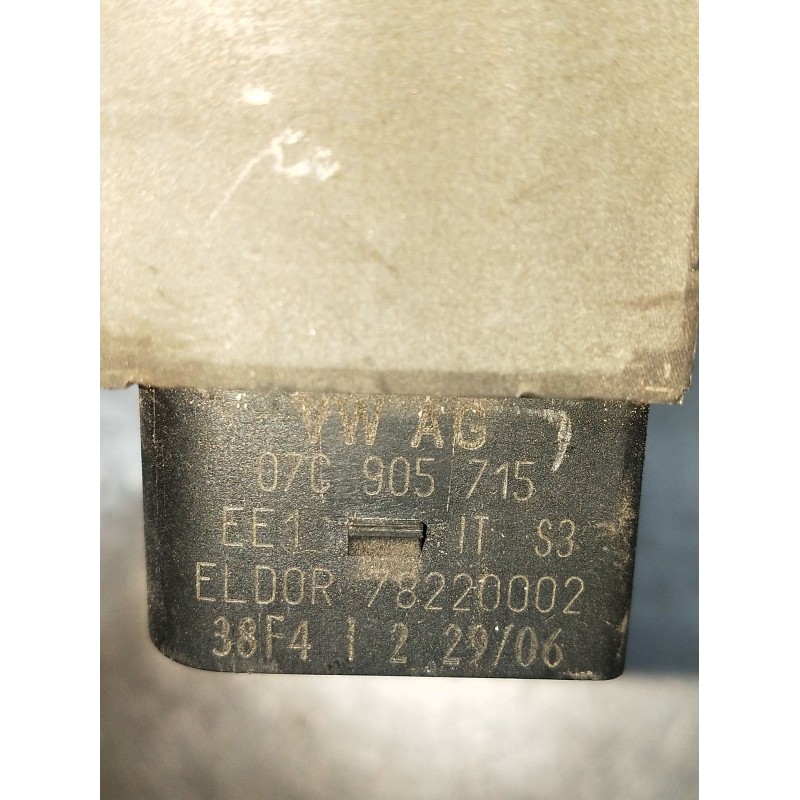 VW AG
07C 905 715
EE1 IT S3
ELDOR 78220002
38F4 1 2 29/06